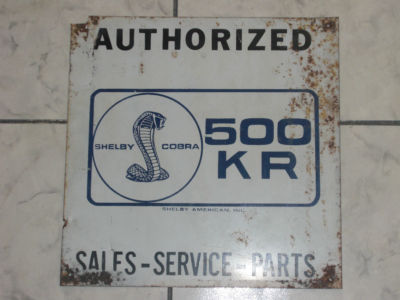 AUTHORIZED
SHELBY COBRA
500
KR
SHELBY AMERICAN, INC.
SALES-SERVICE-PARTS